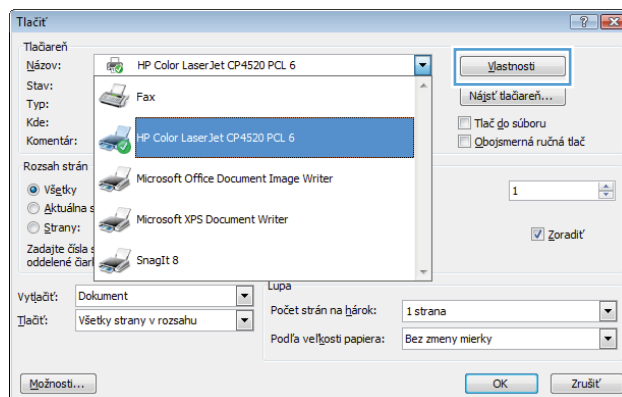 Tlačiť
Tlačiareň
Názov: HP Color LaserJet CP4520 PCL 6 Vlastnosti
Stav:
Fax Nájsť tlačiareň...
Typ:
Kde: Tlač do súboru
Komentár: HP Color LaserJet CP4520 PCL 6 Obojsmerná ručná tlač
Rozsah strán
Microsoft Office Document Image Writer
Všetky 1
Aktuálna s
Microsoft XPS Document Writer
Strany: Zoradiť
Zadajte čísla s
oddelené čiark
SnagIt 8
Lupa
Vytlačiť: Dokument
Počet strán na hárok: 1 strana
Tlačiť: Všetky strany v rozsahu
Podľa veľkosti papiera: Bez zmeny mierky
Možnosti... OK Zrušiť